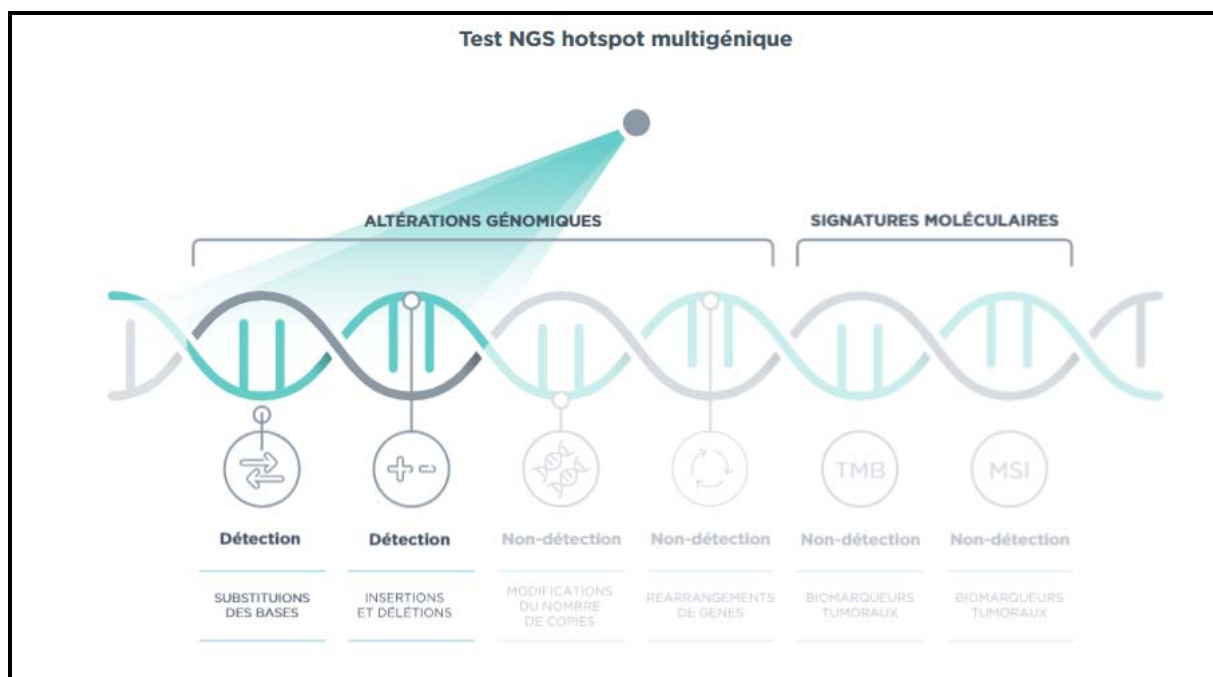 Test NGS hotspot multigénique
ALTÉRATIONS GÉNOMIQUES
SIGNATURES MOLÉCULAIRES
TMB
MSI
Détection
Détection
Non-détection
Non-détection
Non-détection
Non-détection
SUBSTITUIONS
DES BASES
INSERTIONS
ET DÉLÉTIONS
MODIFICATIONS
DU NOMBRE
DE COPIES
REARRANGEMENTS
DE GENES
BIOMARQUEURS
TUMORAUX
BIOMARQUEURS
TUMORAUX